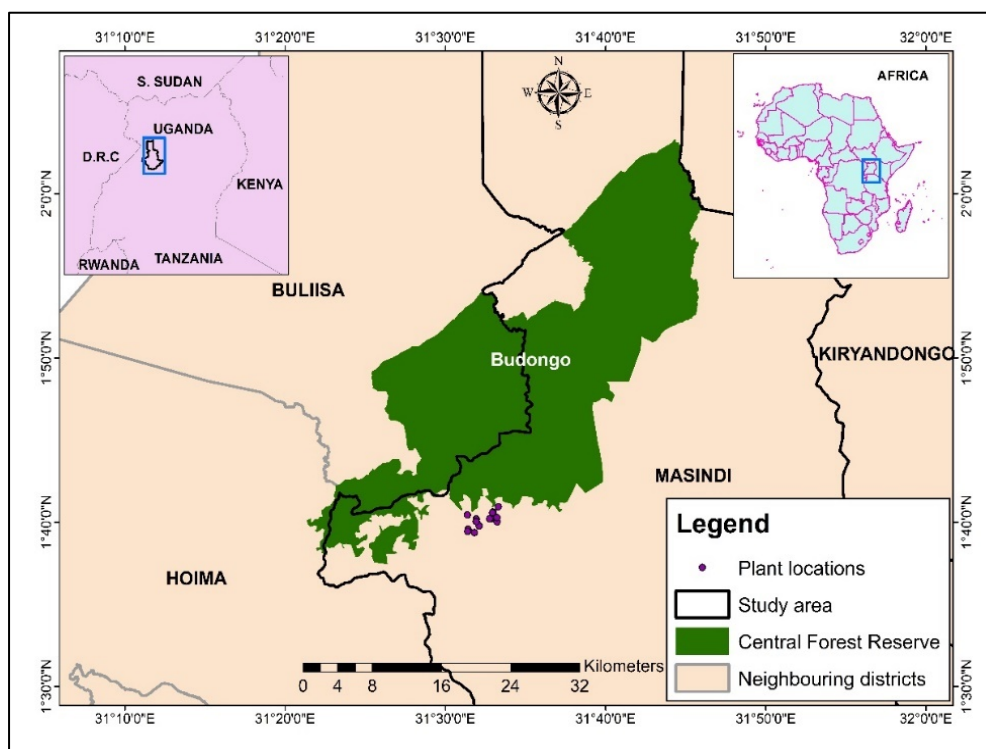 31°10'0"E 31°20'0"E 31°30'0"E 31°40'0"E 31°50'0"E 32°0'0"E
S. SUDAN
UGANDA
D.R.C
KENYA
RWANDA
TANZANIA
N
W E
S
AFRICA
2°0'0"N
2°0'0"N
BULIISA
Budongo
KIRYANDONGO
1°50'0"N
1°50'0"N
MASINDI
1°40'0"N
1°40'0"N
HOIMA
Legend
Plant locations
Study area
Central Forest Reserve
Neighbouring districts
Kilometers
0 2 4 8 16 24 32
1°30'0"N
1°30'0"N
31°10'0"E 31°20'0"E 31°30'0"E 31°40'0"E 31°50'0"E 32°0'0"E